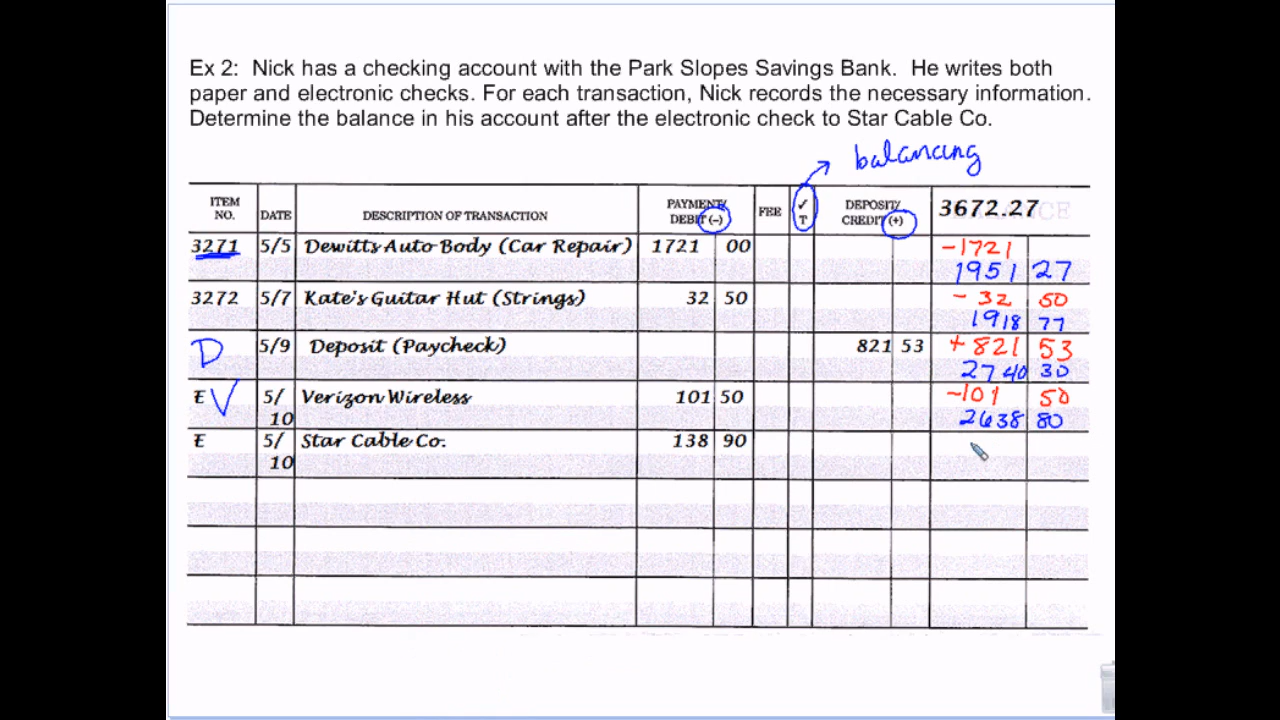 Ex 2: Nick has a checking account with the Park Slopes Savings Bank. He writes both
paper and electronic checks. For each transaction, Nick records the necessary information.
Determine the balance in his account after the electronic check to Star Cable Co.
balancing
ITEM NO. DATE DESCRIPTION OF TRANSACTION PAYMENT/ DEBIT (-) FEE ✓ T DEPOSIT/ CREDIT (+) 3672.27
3271 5/5 Dewitts Auto Body (Car Repair) 1721 00 -1721
1951 27
3272 5/7 Kate's Guitar Hut (Strings) 32 50 - 32 50
1918 77
D 5/9 Deposit (Paycheck) 821 53 + 821 53
2740 30
E V 5/ Verizon Wireless 101 50 -101 50
10 2638 80
E 5/ Star Cable Co. 138 90
10